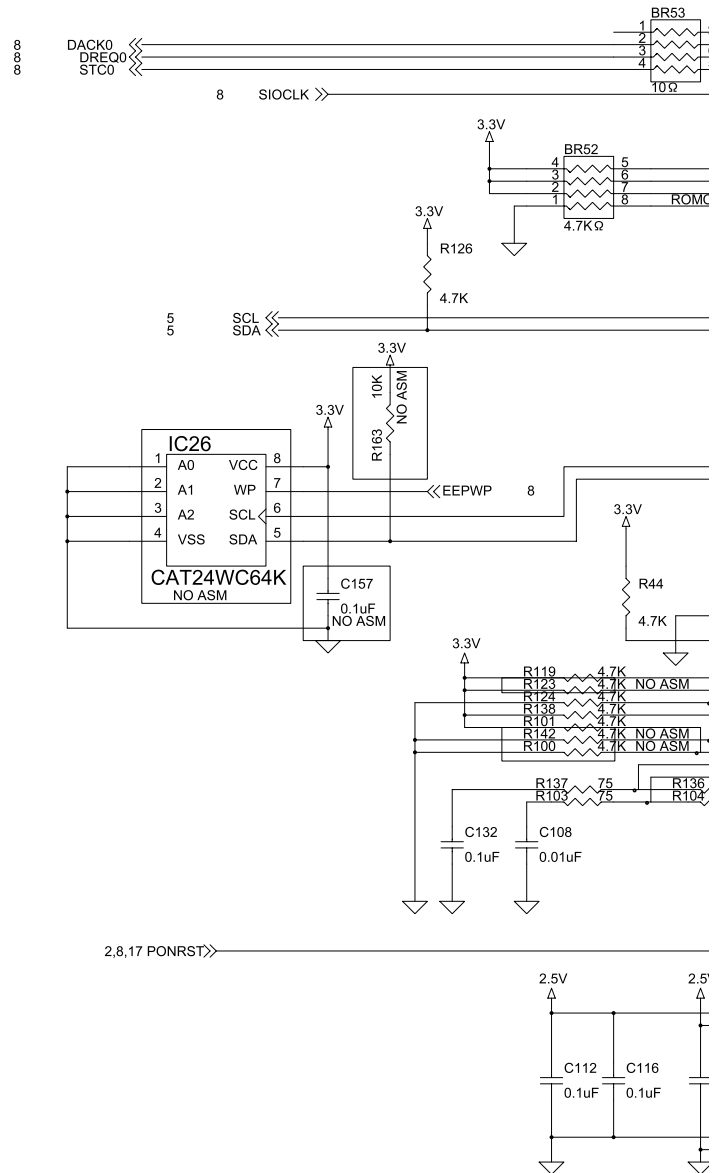 BR53
1
8 DACK0 2
8 DREQ0 3
8 STC0 4
10Ω
8 SIOCLK
3.3V
BR52
4 5
3 6
2 7
1 8 ROMC
4.7KΩ
3.3V
R126
4.7K
5 SCL
5 SDA
3.3V
10K
NO ASM
R163
3.3V
IC26
1 A0 VCC 8
2 A1 WP 7 EEPWP 8
3 A2 SCL 6
4 VSS SDA 5
CAT24WC64K
NO ASM
C157
0.1uF
NO ASM
3.3V
R44
4.7K
3.3V
R119 4.7K
R123 4.7K NO ASM
R124 4.7K
R138 4.7K
R101 4.7K
R142 4.7K NO ASM
R100 4.7K NO ASM
R137 75 R136
R103 75 R104
C132 C108
0.1uF 0.01uF
2,8,17 PONRST
2.5V 2.5V
C112 C116
0.1uF 0.1uF